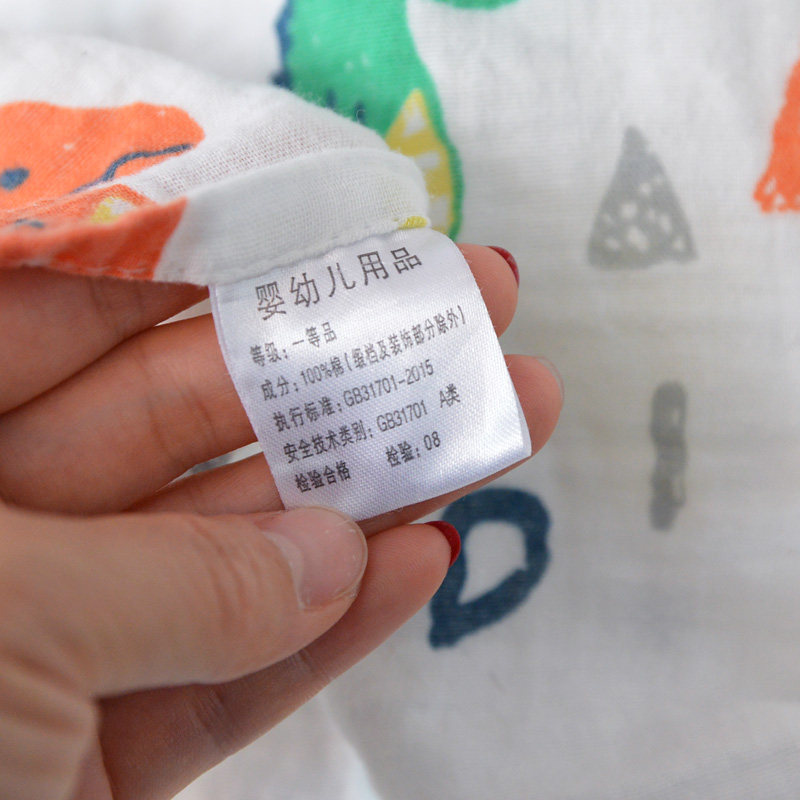 婴幼儿用品
等级：一等品
成分：100%棉（缎档及装饰部分除外）
执行标准：GB31701-2015
安全技术类别：GB31701 A类
检验合格 检验：08